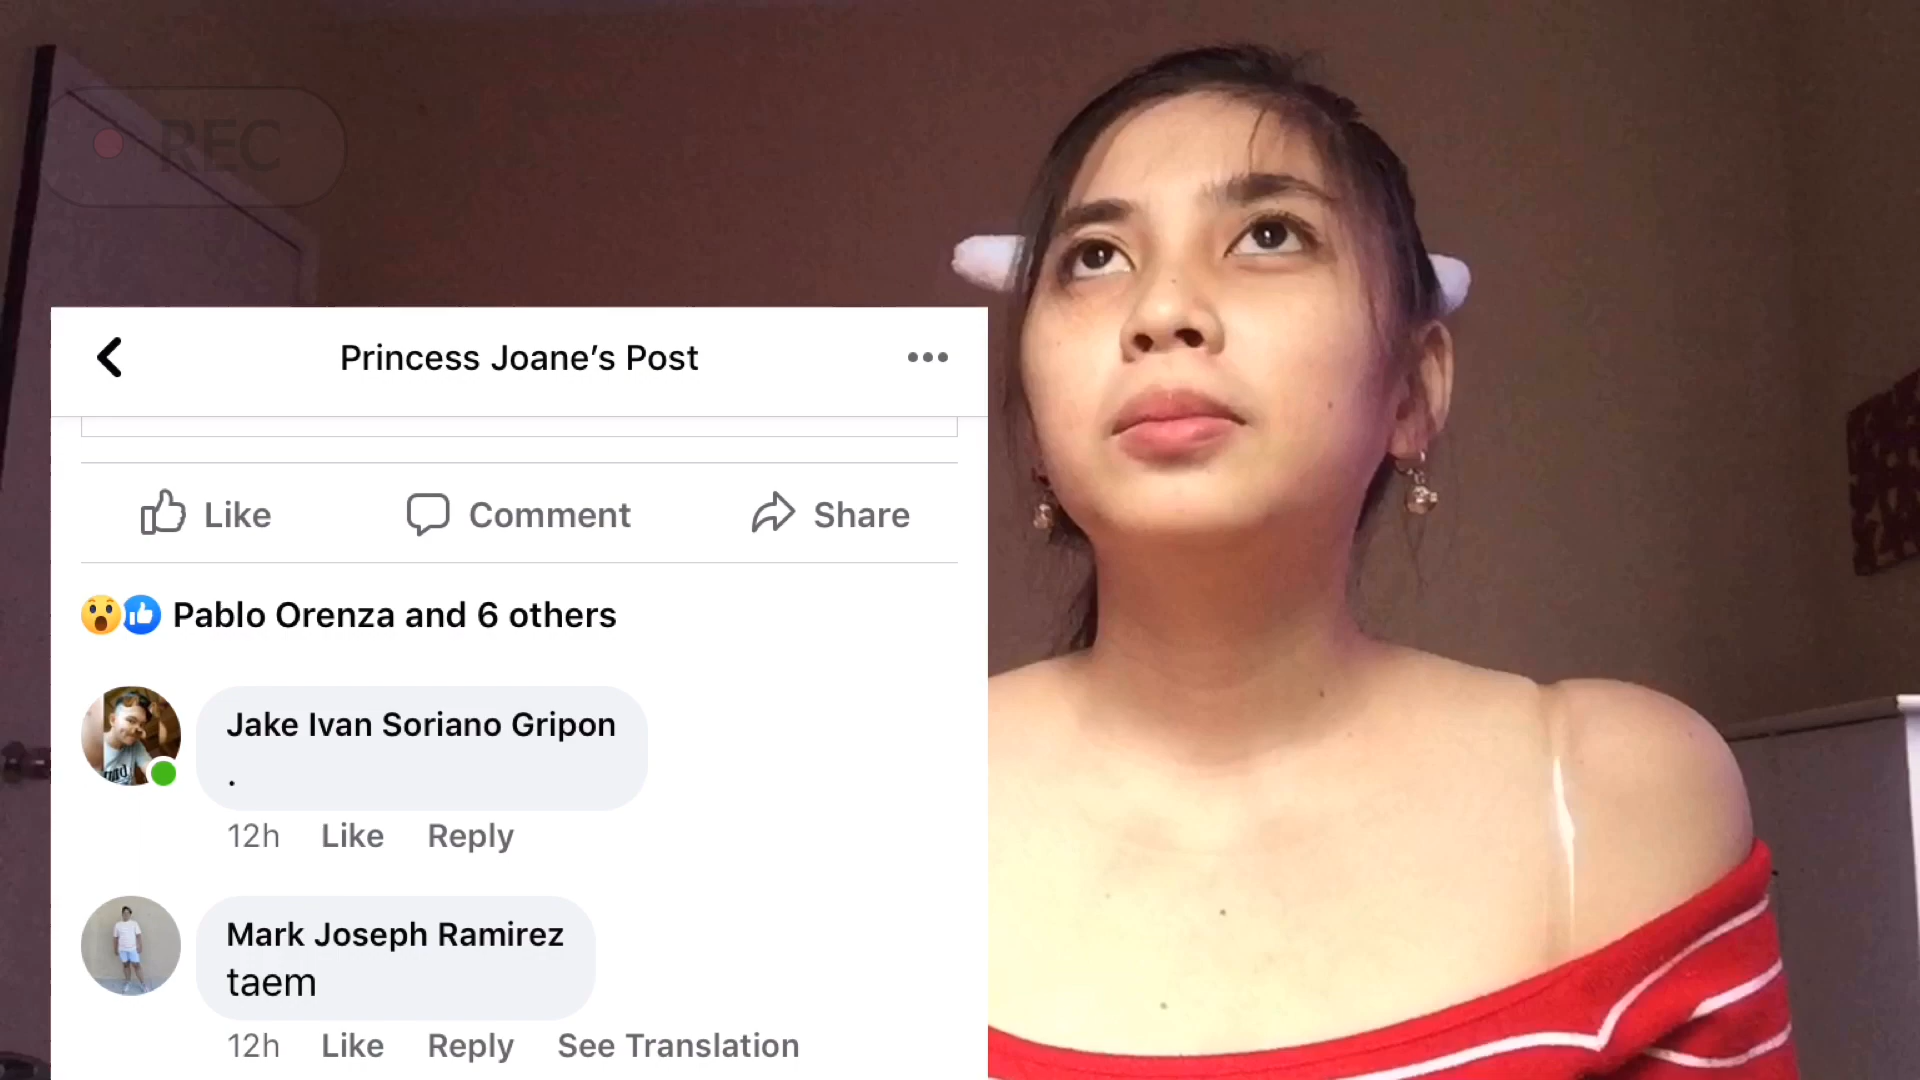 REC
Princess Joane’s Post
Like Comment Share
Pablo Orenza and 6 others
Jake Ivan Soriano Gripon
.
12h Like Reply
Mark Joseph Ramirez
taem
12h Like Reply See Translation